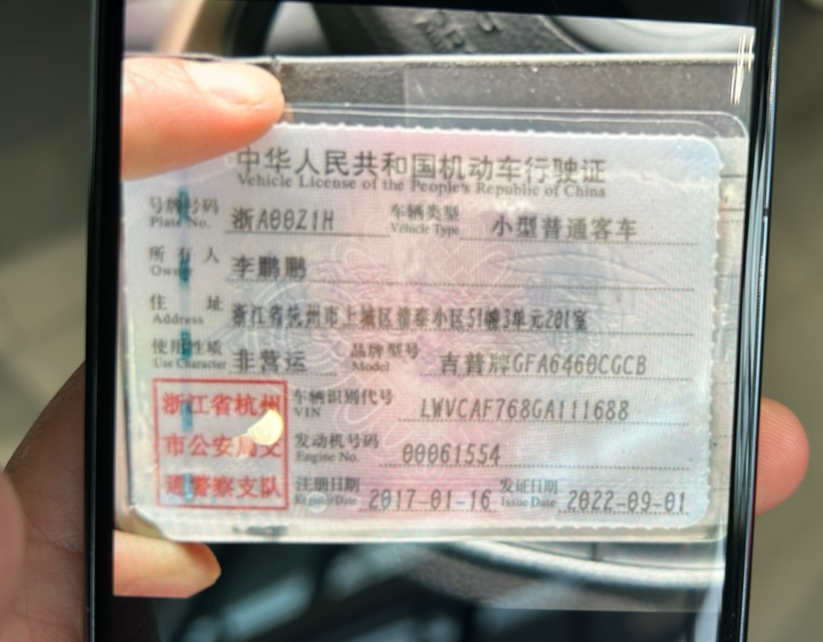 中华人民共和国机动车行驶证
Vehicle License of the People's Republic of China
号牌号码 浙A00Z1H 车辆类型 小型普通客车
Plate No. Vehicle Type
所有人 李鹏鹏
Owner
住址 浙江省杭州市上城区清泰小区51幢3单元201室
Address
使用性质 非营运 品牌型号 吉普牌GFA6460CGCB
Use Character Model
浙江省杭州市公安局交通警察支队
车辆识别代号 LWVCAF768GA111688
VIN
发动机号码 00061554
Engine No.
注册日期 2017-01-16 发证日期 2022-09-01
Register Date Issue Date